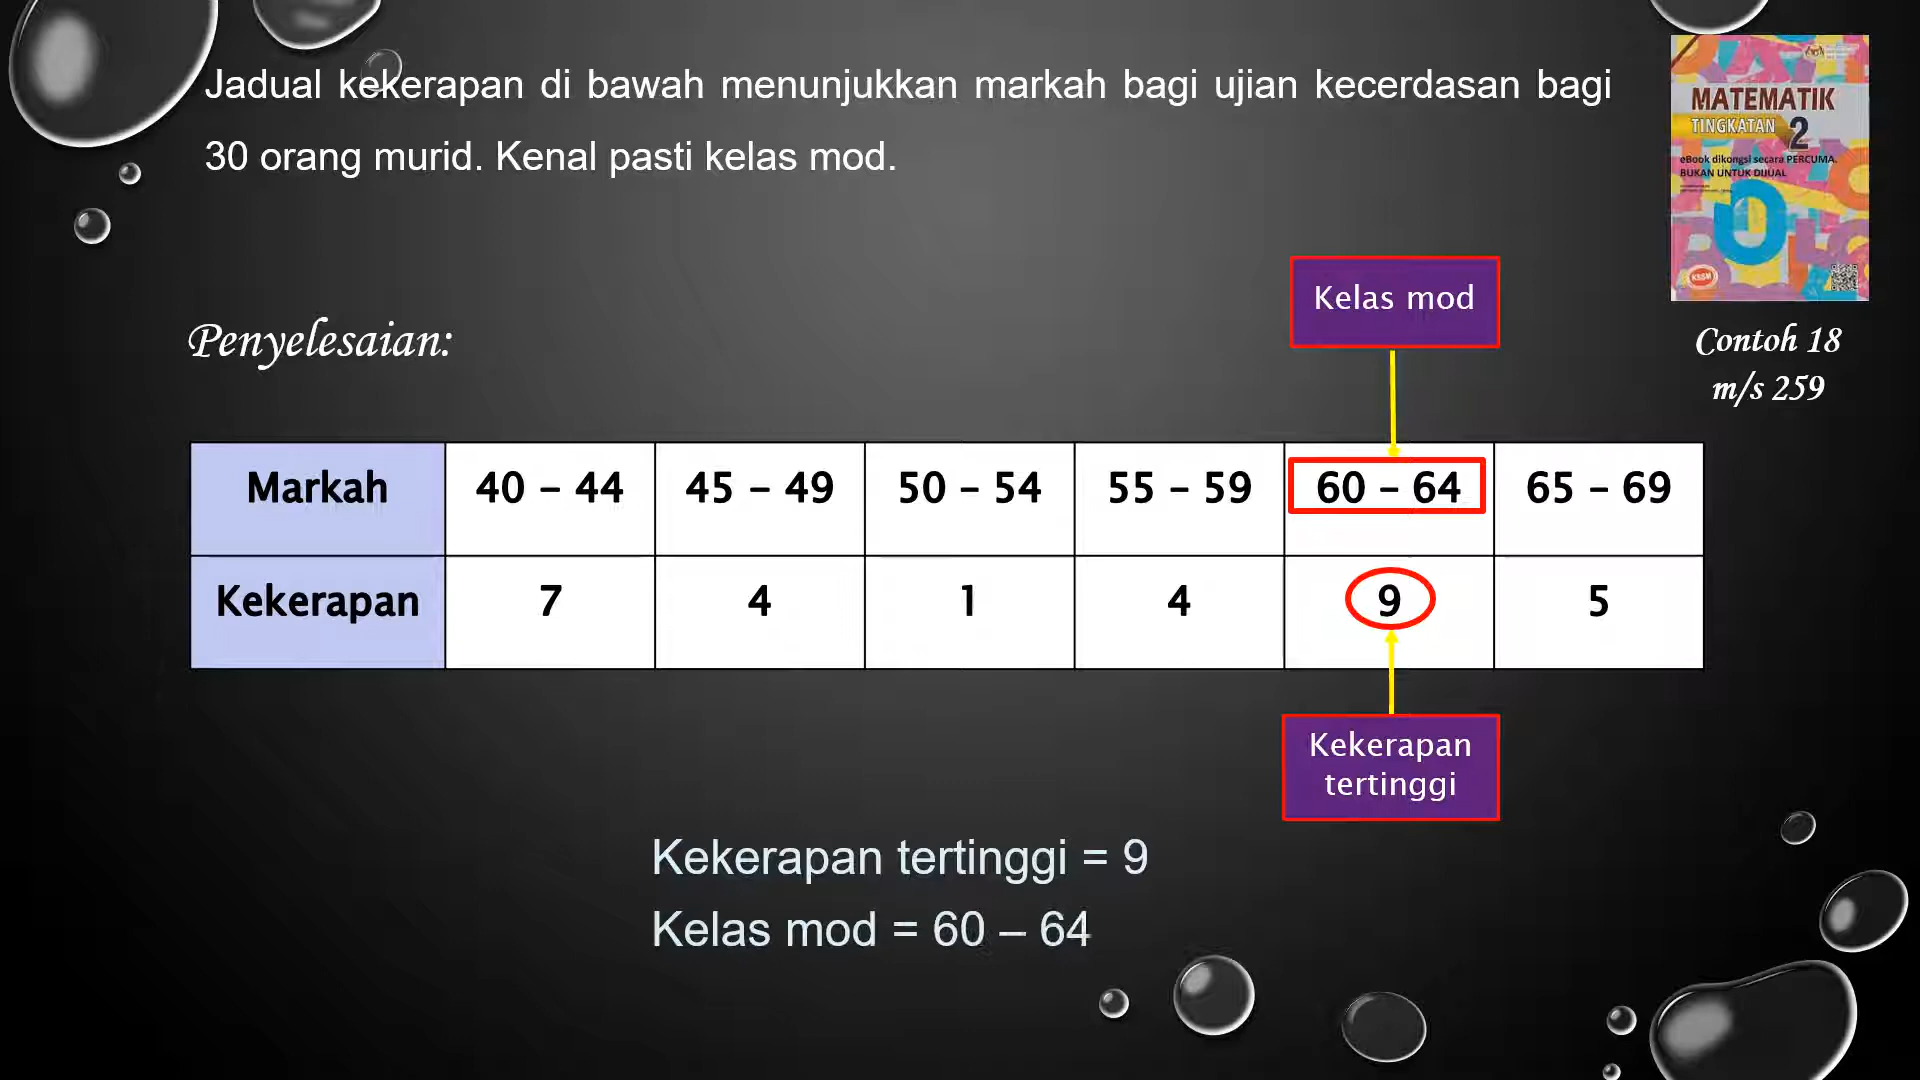 Jadual kekerapan di bawah menunjukkan markah bagi ujian kecerdasan bagi
30 orang murid. Kenal pasti kelas mod.
MATEMATIK
TINGKATAN 2
eBook dikongsi secara PERCUMA.
BUKAN UNTUK DIJUAL
KSSM
Contoh 18
m/s 259
Penyelesaian:
Kelas mod
Markah 40 – 44 45 – 49 50 – 54 55 – 59 60 – 64 65 – 69
Kekerapan 7 4 1 4 9 5
Kekerapan
tertinggi
Kekerapan tertinggi = 9
Kelas mod = 60 – 64